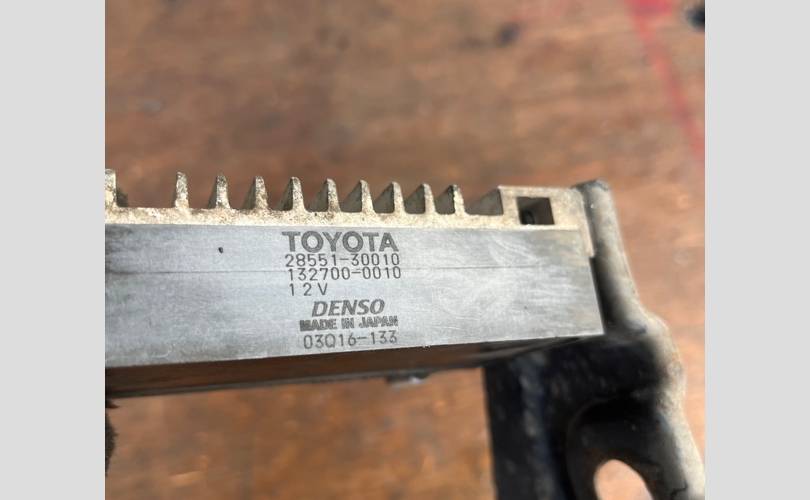 TOYOTA
28551-30010
132700-0010
12V
DENSO
MADE IN JAPAN
03Q16-133